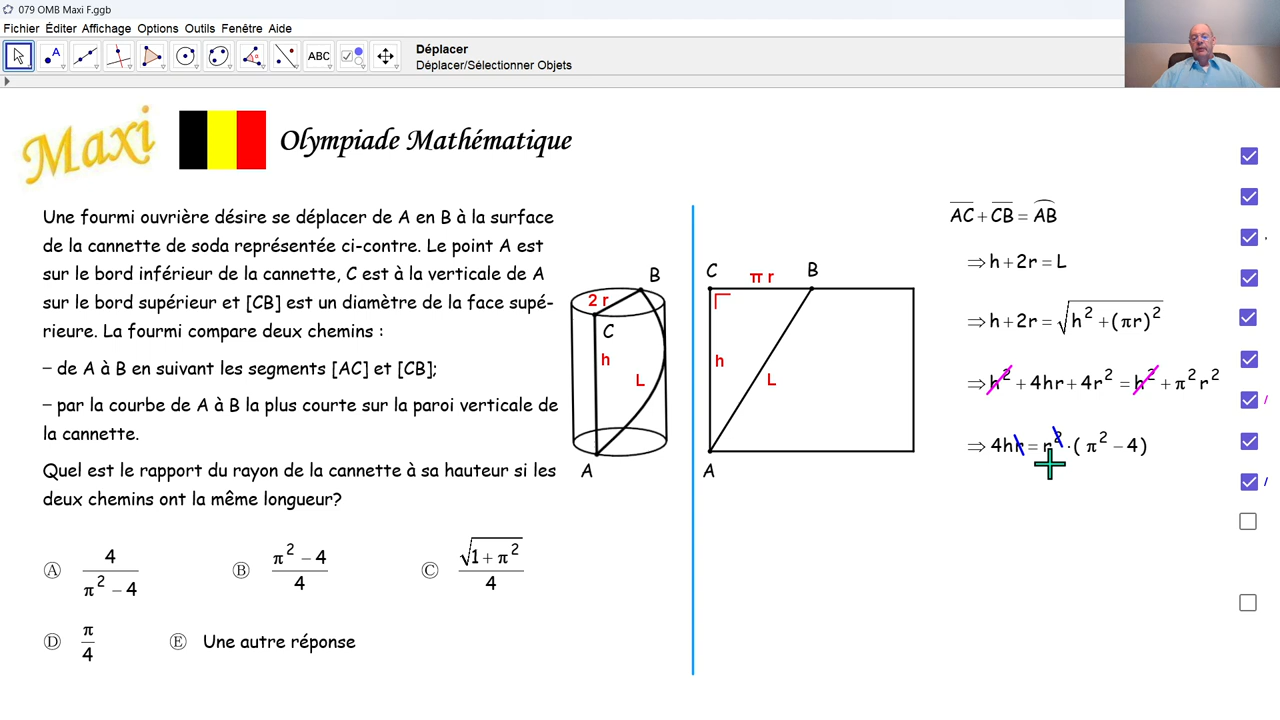 079 OMB Maxi F.ggb
Fichier Éditer Affichage Options Outils Fenêtre Aide
A
ABC
Déplacer
Déplacer/Sélectionner Objets
Maxi
Olympiade Mathématique
Une fourmi ouvrière désire se déplacer de A en B à la surface
de la cannette de soda représentée ci-contre. Le point A est
sur le bord inférieur de la cannette, C est à la verticale de A
sur le bord supérieur et [CB] est un diamètre de la face supé-
rieure. La fourmi compare deux chemins :
– de A à B en suivant les segments [AC] et [CB];
– par la courbe de A à B la plus courte sur la paroi verticale de
la cannette.
Quel est le rapport du rayon de la cannette à sa hauteur si les
deux chemins ont la même longueur?
Ⓐ 4 / (π² – 4)
Ⓑ (π² – 4) / 4
Ⓒ √(1 + π²) / 4
Ⓓ π / 4
Ⓔ Une autre réponse
B
2 r
C
h
L
A
C
π r
B
h
L
A
AC + CB = AB
⇒ h + 2r = L
⇒ h + 2r = √(h² + (πr)²)
⇒ h² + 4hr + 4r² = h² + π²r²
⇒ 4hr = r² · ( π² – 4)